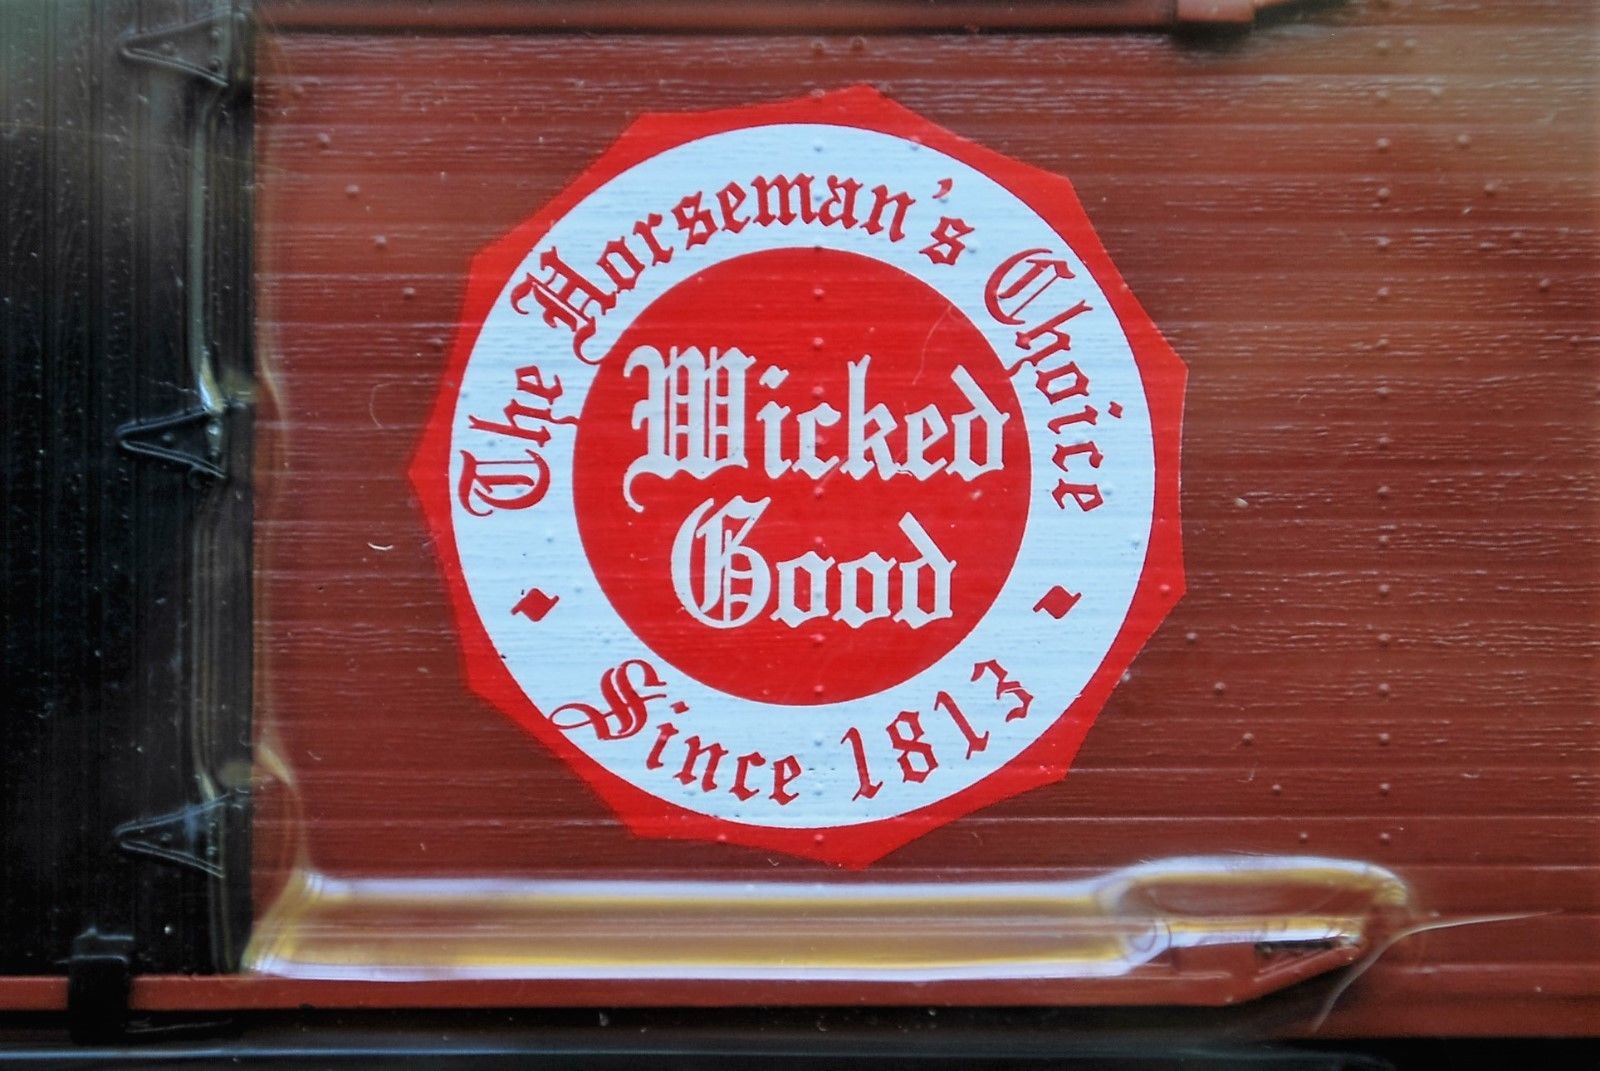 The Horseman's Choice
Wicked
Good
Since 1813